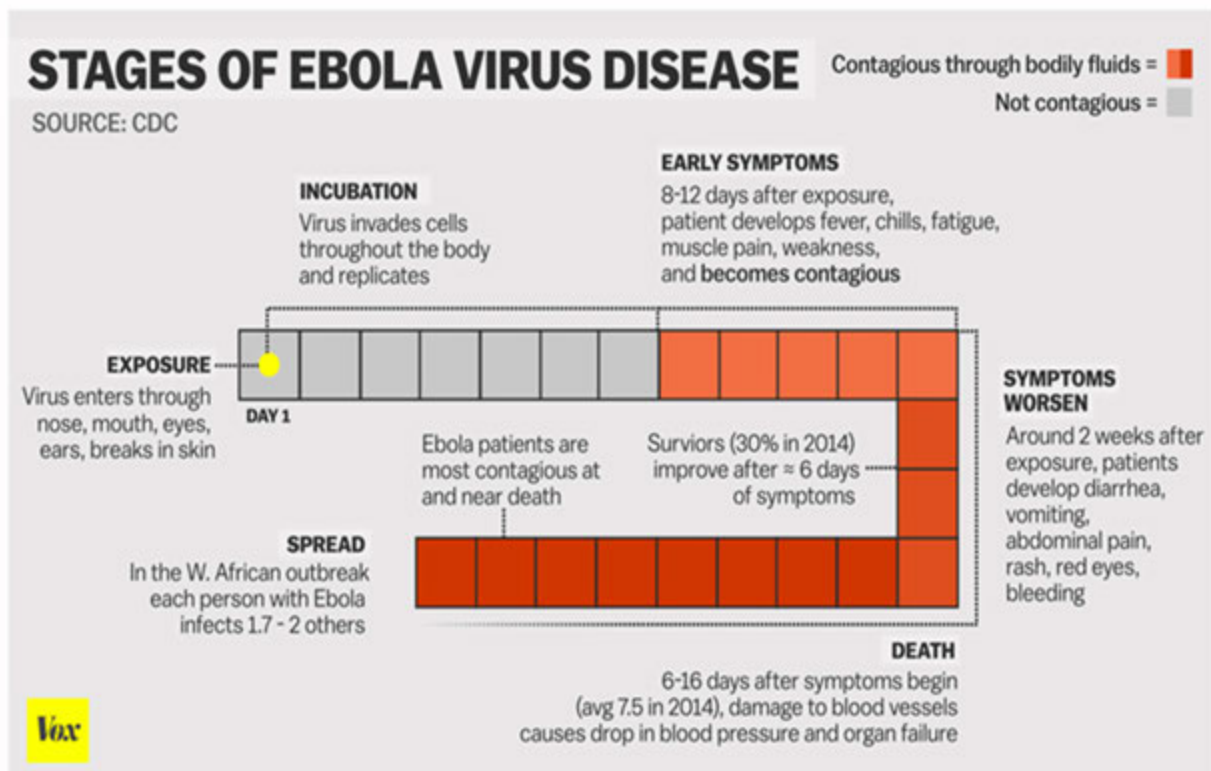 STAGES OF EBOLA VIRUS DISEASE
SOURCE: CDC
Contagious through bodily fluids =
Not contagious =
INCUBATION
Virus invades cells
throughout the body
and replicates
EARLY SYMPTOMS
8-12 days after exposure,
patient develops fever, chills, fatigue,
muscle pain, weakness,
and becomes contagious
EXPOSURE
Virus enters through
nose, mouth, eyes,
ears, breaks in skin
DAY 1
SYMPTOMS
WORSEN
Around 2 weeks after
exposure, patients
develop diarrhea,
vomiting,
abdominal pain,
rash, red eyes,
bleeding
Surviors (30% in 2014)
improve after ≈ 6 days
of symptoms
Ebola patients are
most contagious at
and near death
SPREAD
In the W. African outbreak
each person with Ebola
infects 1.7 - 2 others
DEATH
6-16 days after symptoms begin
(avg 7.5 in 2014), damage to blood vessels
causes drop in blood pressure and organ failure
Vox